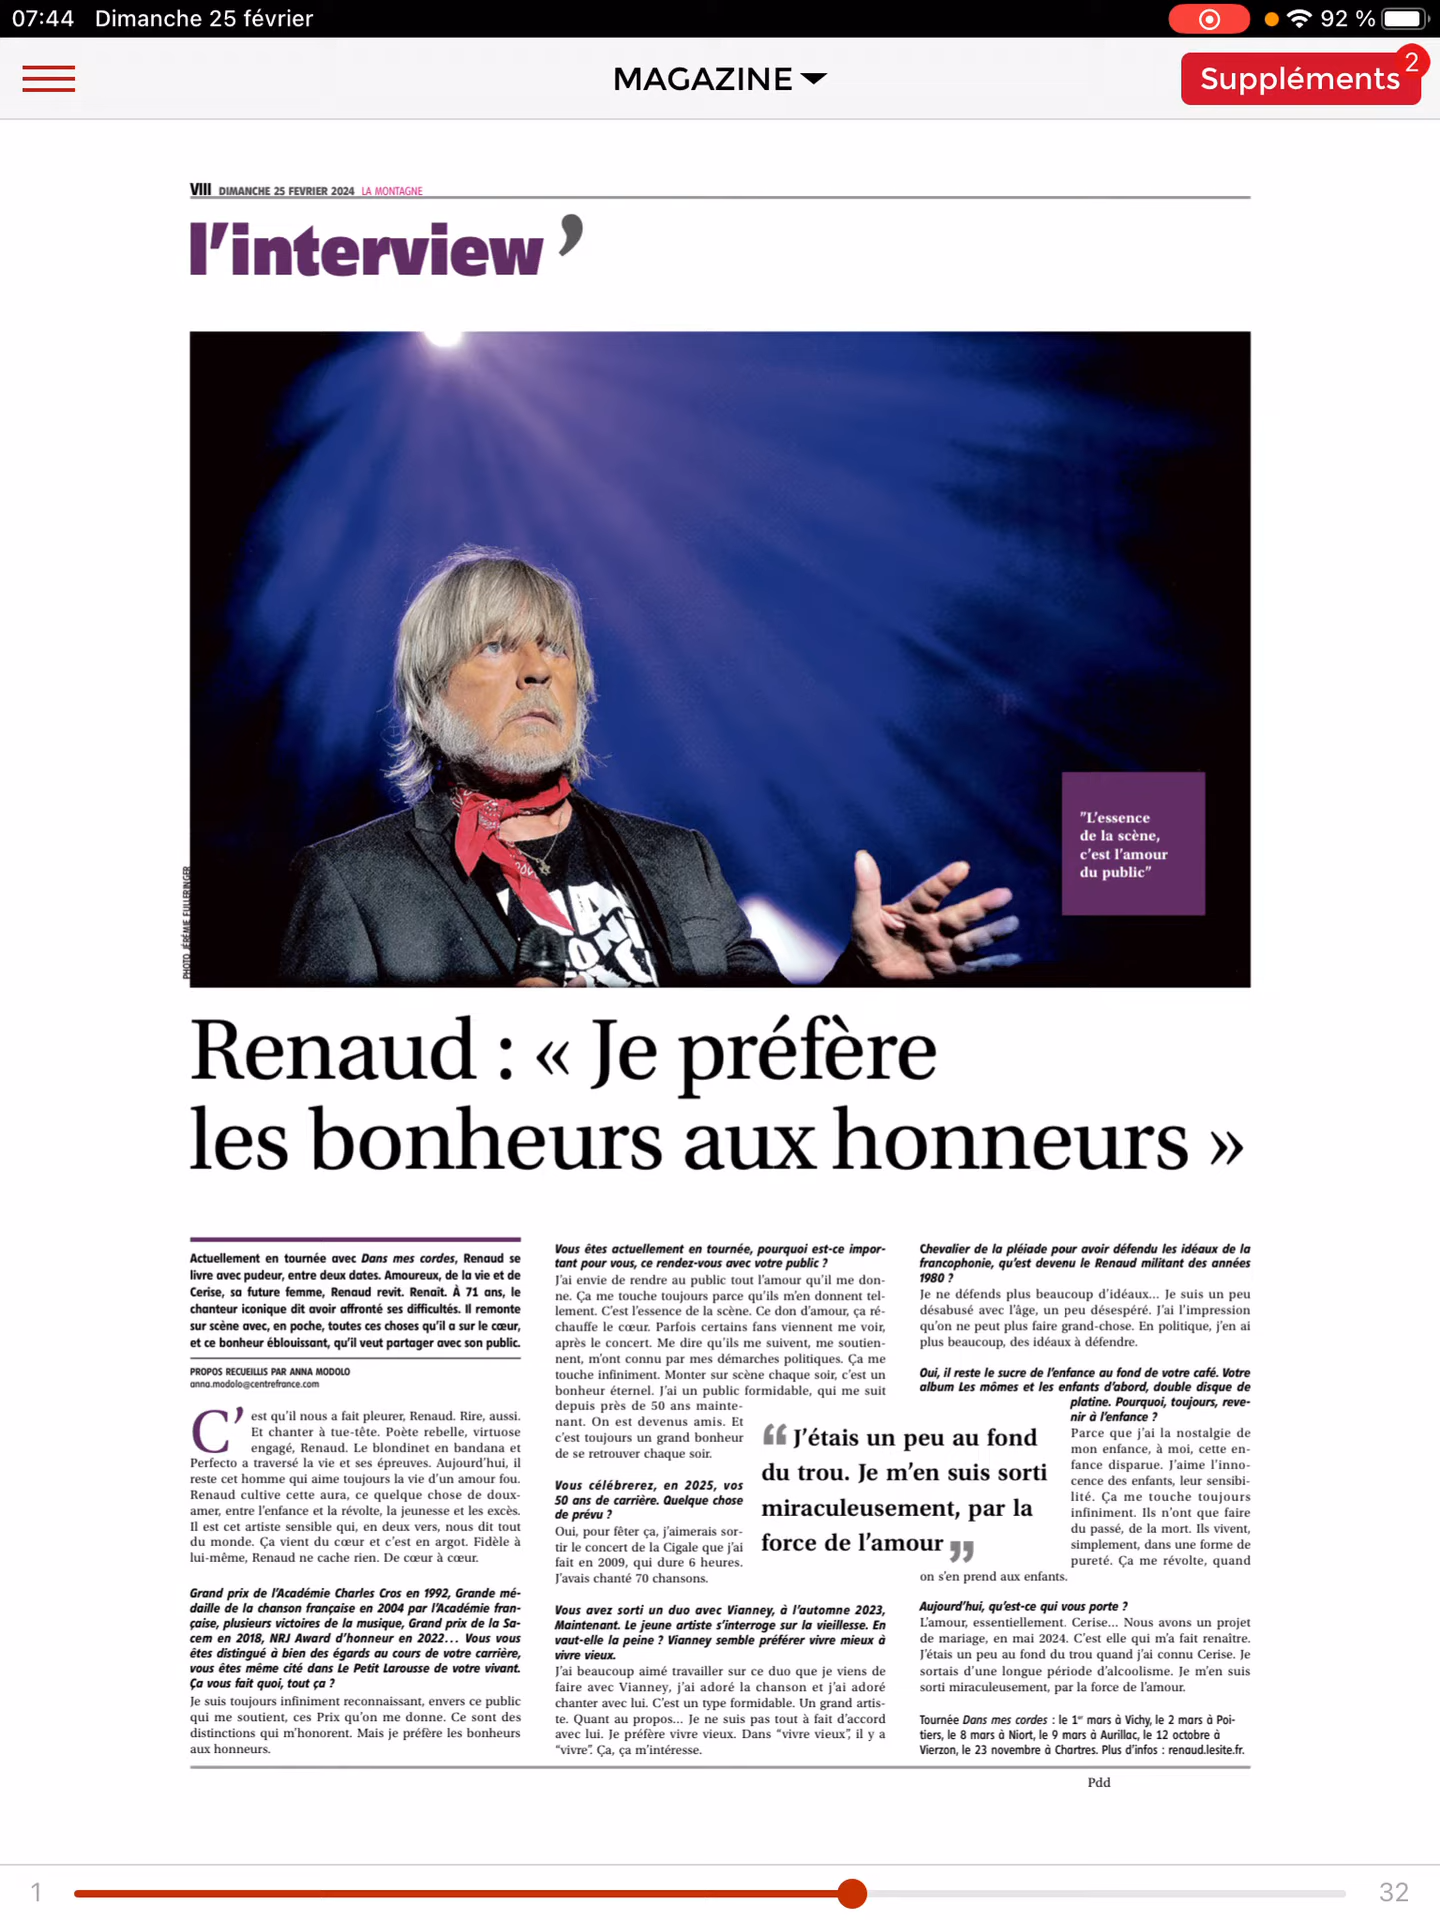 07:44 Dimanche 25 février
92 %
MAGAZINE
Suppléments
2
VIII DIMANCHE 25 FEVRIER 2024 LA MONTAGNE
l'interview’
"L'essence
de la scène,
c'est l'amour
du public"
PHOTO JÉRÉMIE FULLERINGER
Renaud : « Je préfère
les bonheurs aux honneurs »
Actuellement en tournée avec Dans mes cordes, Renaud se
livre avec pudeur, entre deux dates. Amoureux, de la vie et de
Cerise, sa future femme, Renaud revit. Renaît. À 71 ans, le
chanteur iconique dit avoir affronté ses difficultés. Il remonte
sur scène avec, en poche, toutes ces choses qu'il a sur le cœur,
et ce bonheur éblouissant, qu'il veut partager avec son public.
PROPOS RECUEILLIS PAR ANNA MODOLO
anna.modolo@centrefrance.com
C'est qu'il nous a fait pleurer, Renaud. Rire, aussi.
Et chanter à tue-tête. Poète rebelle, virtuose
engagé, Renaud. Le blondinet en bandana et
Perfecto a traversé la vie et ses épreuves. Aujourd'hui, il
reste cet homme qui aime toujours la vie d'un amour fou.
Renaud cultive cette aura, ce quelque chose de doux-
amer, entre l'enfance et la révolte, la jeunesse et les excès.
Il est cet artiste sensible qui, en deux vers, nous dit tout
du monde. Ça vient du cœur et c'est en argot. Fidèle à
lui-même, Renaud ne cache rien. De cœur à cœur.
Grand prix de l'Académie Charles Cros en 1992, Grande mé-
daille de la chanson française en 2004 par l'Académie fran-
çaise, plusieurs victoires de la musique, Grand prix de la Sa-
cem en 2018, NRJ Award d'honneur en 2022… Vous vous
êtes distingué à bien des égards au cours de votre carrière,
vous êtes même cité dans Le Petit Larousse de votre vivant.
Ça vous fait quoi, tout ça ?
Je suis toujours infiniment reconnaissant, envers ce public
qui me soutient, ces Prix qu'on me donne. Ce sont des
distinctions qui m'honorent. Mais je préfère les bonheurs
aux honneurs.
Vous êtes actuellement en tournée, pourquoi est-ce impor-
tant pour vous, ce rendez-vous avec votre public ?
J'ai envie de rendre au public tout l'amour qu'il me don-
ne. Ça me touche toujours parce qu'ils m'en donnent tel-
lement. C'est l'essence de la scène. Ce don d'amour, ça ré-
chauffe le cœur. Parfois certains fans viennent me voir,
après le concert. Me dire qu'ils me suivent, me soutien-
nent, m'ont connu par mes démarches politiques. Ça me
touche infiniment. Monter sur scène chaque soir, c'est un
bonheur éternel. J'ai un public formidable, qui me suit
depuis près de 50 ans mainte-
nant. On est devenus amis. Et
c'est toujours un grand bonheur
de se retrouver chaque soir.
Vous célébrerez, en 2025, vos
50 ans de carrière. Quelque chose
de prévu ?
Oui, pour fêter ça, j'aimerais sor-
tir le concert de la Cigale que j'ai
fait en 2009, qui dure 6 heures.
J'avais chanté 70 chansons.
Vous avez sorti un duo avec Vianney, à l'automne 2023,
Maintenant. Le jeune artiste s'interroge sur la vieillesse. En
vaut-elle la peine ? Vianney semble préférer vivre mieux à
vivre vieux.
J'ai beaucoup aimé travailler sur ce duo que je viens de
faire avec Vianney, j'ai adoré la chanson et j'ai adoré
chanter avec lui. C'est un type formidable. Un grand artis-
te. Quant au propos... Je ne suis pas tout à fait d'accord
avec lui. Je préfère vivre vieux. Dans "vivre vieux", il y a
"vivre". Ça, ça m'intéresse.
“J'étais un peu au fond
du trou. Je m'en suis sorti
miraculeusement, par la
force de l'amour”
Chevalier de la pléiade pour avoir défendu les idéaux de la
francophonie, qu'est devenu le Renaud militant des années
1980 ?
Je ne défends plus beaucoup d'idéaux... Je suis un peu
désabusé avec l'âge, un peu désespéré. J'ai l'impression
qu'on ne peut plus faire grand-chose. En politique, j'en ai
plus beaucoup, des idéaux à défendre.
Oui, il reste le sucre de l'enfance au fond de votre café. Votre
album Les mômes et les enfants d'abord, double disque de
platine. Pourquoi, toujours, reve-
nir à l'enfance ?
Parce que j'ai la nostalgie de
mon enfance, à moi, cette en-
fance disparue. J'aime l'inno-
cence des enfants, leur sensibi-
lité. Ça me touche toujours
infiniment. Ils n'ont que faire
du passé, de la mort. Ils vivent,
simplement, dans une forme de
pureté. Ça me révolte, quand
on s'en prend aux enfants.
Aujourd'hui, qu'est-ce qui vous porte ?
L'amour, essentiellement. Cerise... Nous avons un projet
de mariage, en mai 2024. C'est elle qui m'a fait renaître.
J'étais un peu au fond du trou quand j'ai connu Cerise. Je
sortais d'une longue période d'alcoolisme. Je m'en suis
sorti miraculeusement, par la force de l'amour.
Tournée Dans mes cordes : le 1er mars à Vichy, le 2 mars à Poi-
tiers, le 8 mars à Niort, le 9 mars à Aurillac, le 12 octobre à
Vierzon, le 23 novembre à Chartres. Plus d'infos : renaud.lesite.fr.
Pdd
1
32